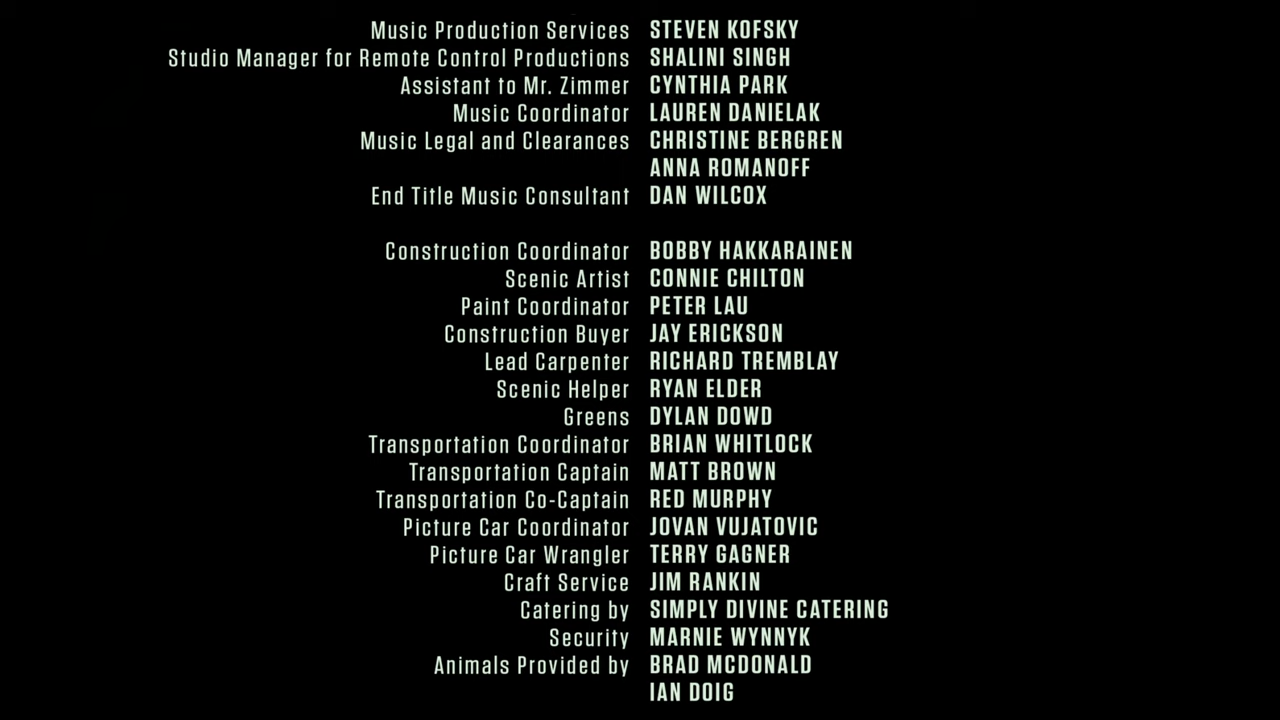 Music Production Services STEVEN KOFSKY
Studio Manager for Remote Control Productions SHALINI SINGH
Assistant to Mr. Zimmer CYNTHIA PARK
Music Coordinator LAUREN DANIELAK
Music Legal and Clearances CHRISTINE BERGREN
ANNA ROMANOFF
End Title Music Consultant DAN WILCOX
Construction Coordinator BOBBY HAKKARAINEN
Scenic Artist CONNIE CHILTON
Paint Coordinator PETER LAU
Construction Buyer JAY ERICKSON
Lead Carpenter RICHARD TREMBLAY
Scenic Helper RYAN ELDER
Greens DYLAN DOWD
Transportation Coordinator BRIAN WHITLOCK
Transportation Captain MATT BROWN
Transportation Co-Captain RED MURPHY
Picture Car Coordinator JOVAN VUJATOVIC
Picture Car Wrangler TERRY GAGNER
Craft Service JIM RANKIN
Catering by SIMPLY DIVINE CATERING
Security MARNIE WYNNYK
Animals Provided by BRAD MCDONALD
IAN DOIG